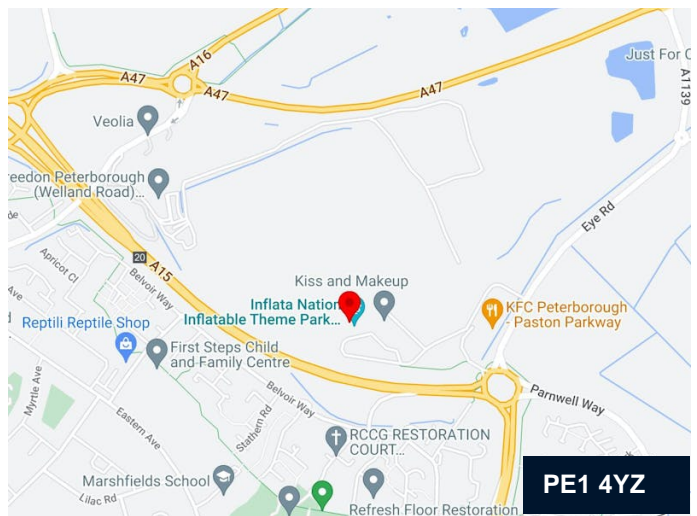 A16
A47
A47
A47
Just For C
A1139
Veolia
reedon Peterborough
(Welland Road)...
Eye Rd
20
A15
Apricot Cl
Belvoir Way
Kiss and Makeup
Inflata Nation
Inflatable Theme Park...
KFC Peterborough
- Paston Parkway
Reptili Reptile Shop
First Steps Child
and Family Centre
Ave
Myrtle Ave
Eastern Ave
Stathern Rd
Belvoir Way
Parnwell Way
RCCG RESTORATION
COURT...
Marshfields School
Lilac Rd
Refresh Floor Restoration
PE1 4YZ